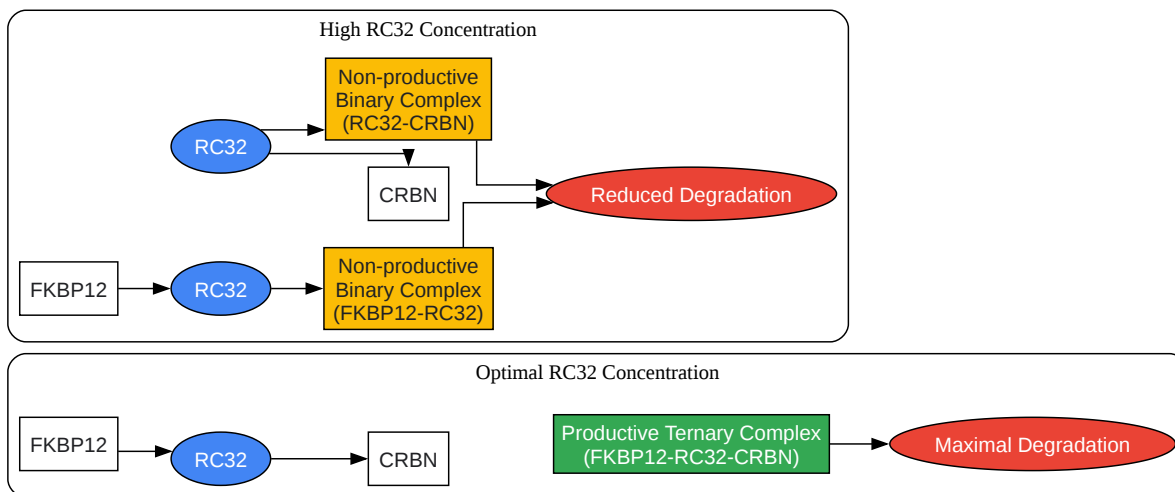 High RC32 Concentration
Non-productive
Binary Complex
(RC32-CRBN)
RC32
CRBN
Reduced Degradation
FKBP12
RC32
Non-productive
Binary Complex
(FKBP12-RC32)
Optimal RC32 Concentration
FKBP12
RC32
CRBN
Productive Ternary Complex
(FKBP12-RC32-CRBN)
Maximal Degradation